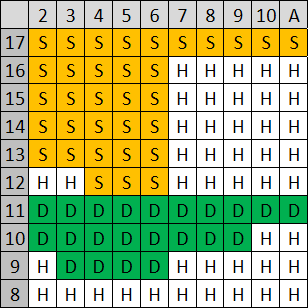 2 3 4 5 6 7 8 9 10 A
17 S S S S S S S S S S
16 S S S S S H H H H H
15 S S S S S H H H H H
14 S S S S S H H H H H
13 S S S S S H H H H H
12 H H S S S H H H H H
11 D D D D D D D D D D
10 D D D D D D D D H H
9 H D D D D H H H H H
8 H H H H H H H H H H